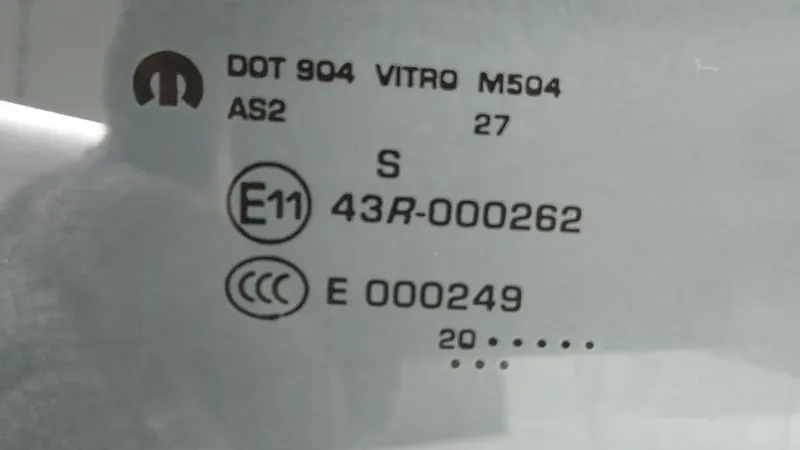 DOT 904 VITRO M504
AS2 27
S
E11 43R-000262
CCC E 000249
20 • • • • •
• • •